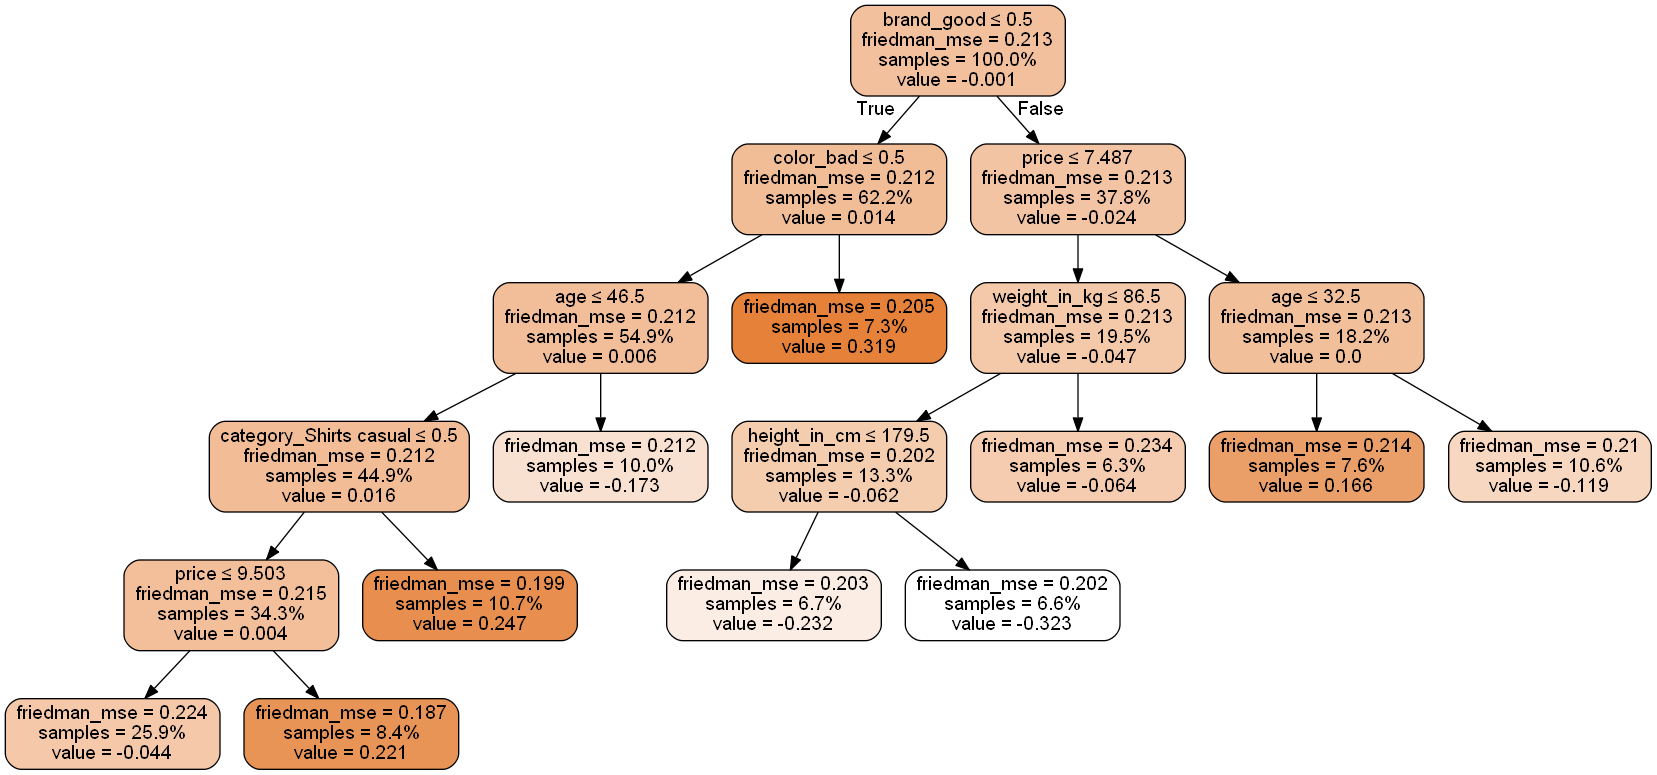 brand_good ≤ 0.5
friedman_mse = 0.213
samples = 100.0%
value = -0.001
True
False
color_bad ≤ 0.5
friedman_mse = 0.212
samples = 62.2%
value = 0.014
price ≤ 7.487
friedman_mse = 0.213
samples = 37.8%
value = -0.024
age ≤ 46.5
friedman_mse = 0.212
samples = 54.9%
value = 0.006
friedman_mse = 0.205
samples = 7.3%
value = 0.319
weight_in_kg ≤ 86.5
friedman_mse = 0.213
samples = 19.5%
value = -0.047
age ≤ 32.5
friedman_mse = 0.213
samples = 18.2%
value = 0.0
category_Shirts casual ≤ 0.5
friedman_mse = 0.212
samples = 44.9%
value = 0.016
friedman_mse = 0.212
samples = 10.0%
value = -0.173
height_in_cm ≤ 179.5
friedman_mse = 0.202
samples = 13.3%
value = -0.062
friedman_mse = 0.234
samples = 6.3%
value = -0.064
friedman_mse = 0.214
samples = 7.6%
value = 0.166
friedman_mse = 0.21
samples = 10.6%
value = -0.119
price ≤ 9.503
friedman_mse = 0.215
samples = 34.3%
value = 0.004
friedman_mse = 0.199
samples = 10.7%
value = 0.247
friedman_mse = 0.203
samples = 6.7%
value = -0.232
friedman_mse = 0.202
samples = 6.6%
value = -0.323
friedman_mse = 0.224
samples = 25.9%
value = -0.044
friedman_mse = 0.187
samples = 8.4%
value = 0.221